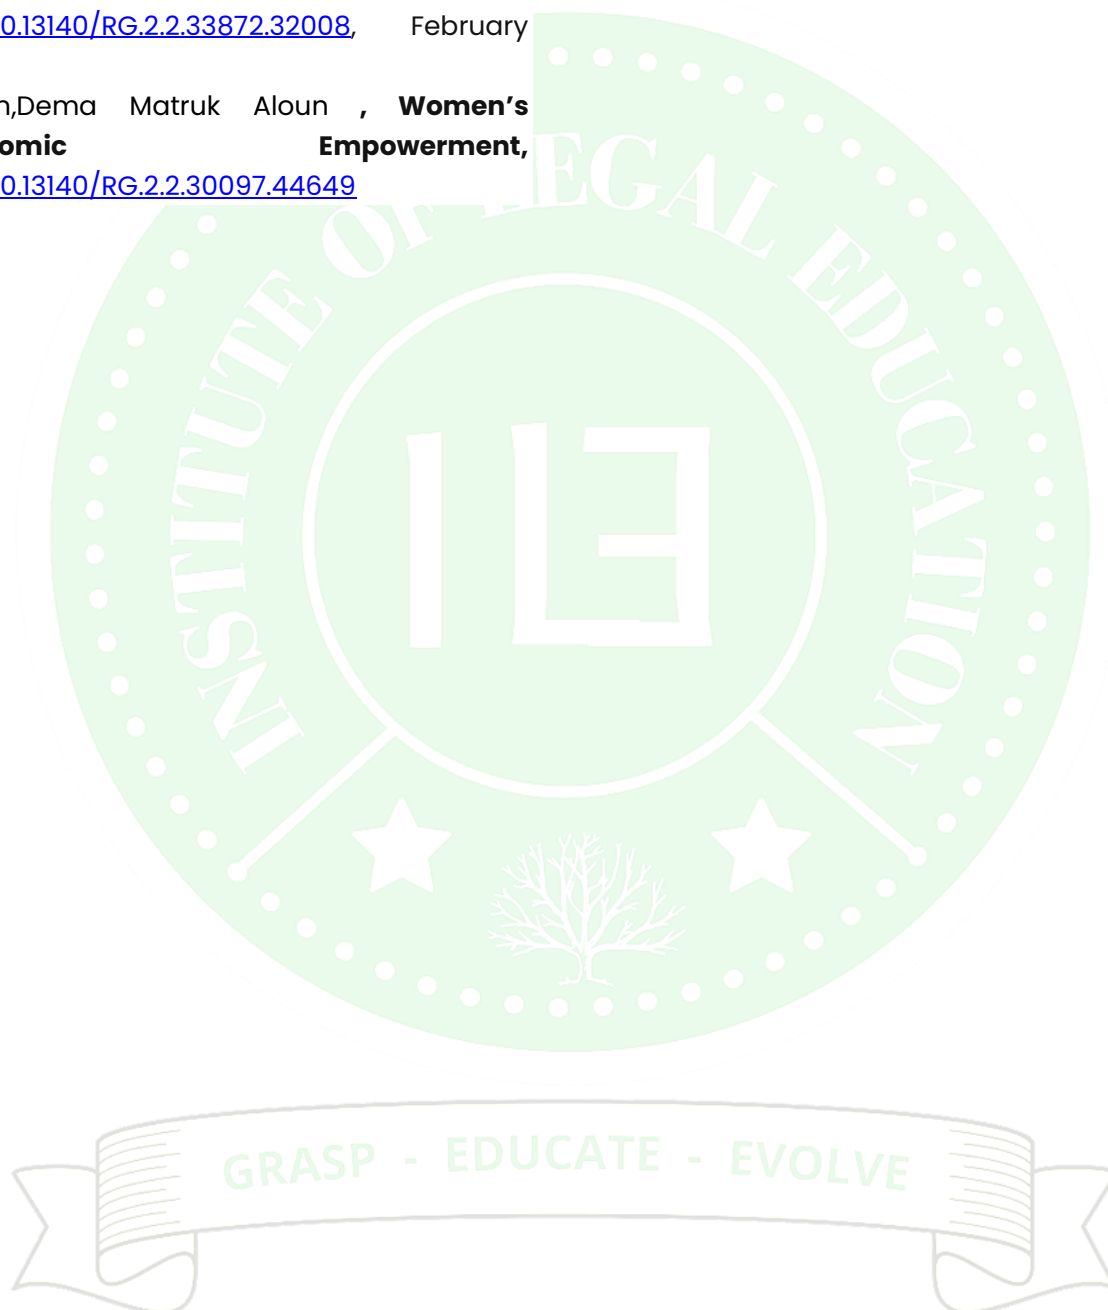 0.13140/RG.2.2.33872.32008, February
n,Dema Matruk Aloun , Women’s
omic Empowerment,
0.13140/RG.2.2.30097.44649
INSTITUTE OF LEGAL EDUCATION
ILE
GRASP - EDUCATE - EVOLVE